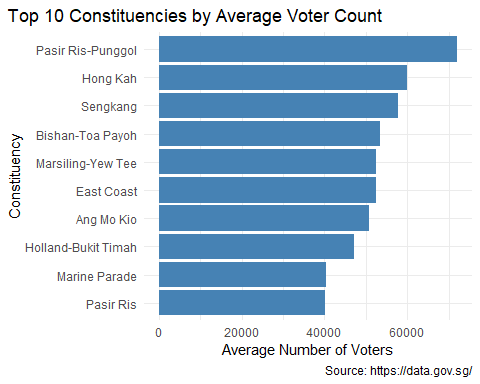 Top 10 Constituencies by Average Voter Count
Constituency
Pasir Ris-Punggol
Hong Kah
Sengkang
Bishan-Toa Payoh
Marsiling-Yew Tee
East Coast
Ang Mo Kio
Holland-Bukit Timah
Marine Parade
Pasir Ris
0 20000 40000 60000
Average Number of Voters
Source: https://data.gov.sg/